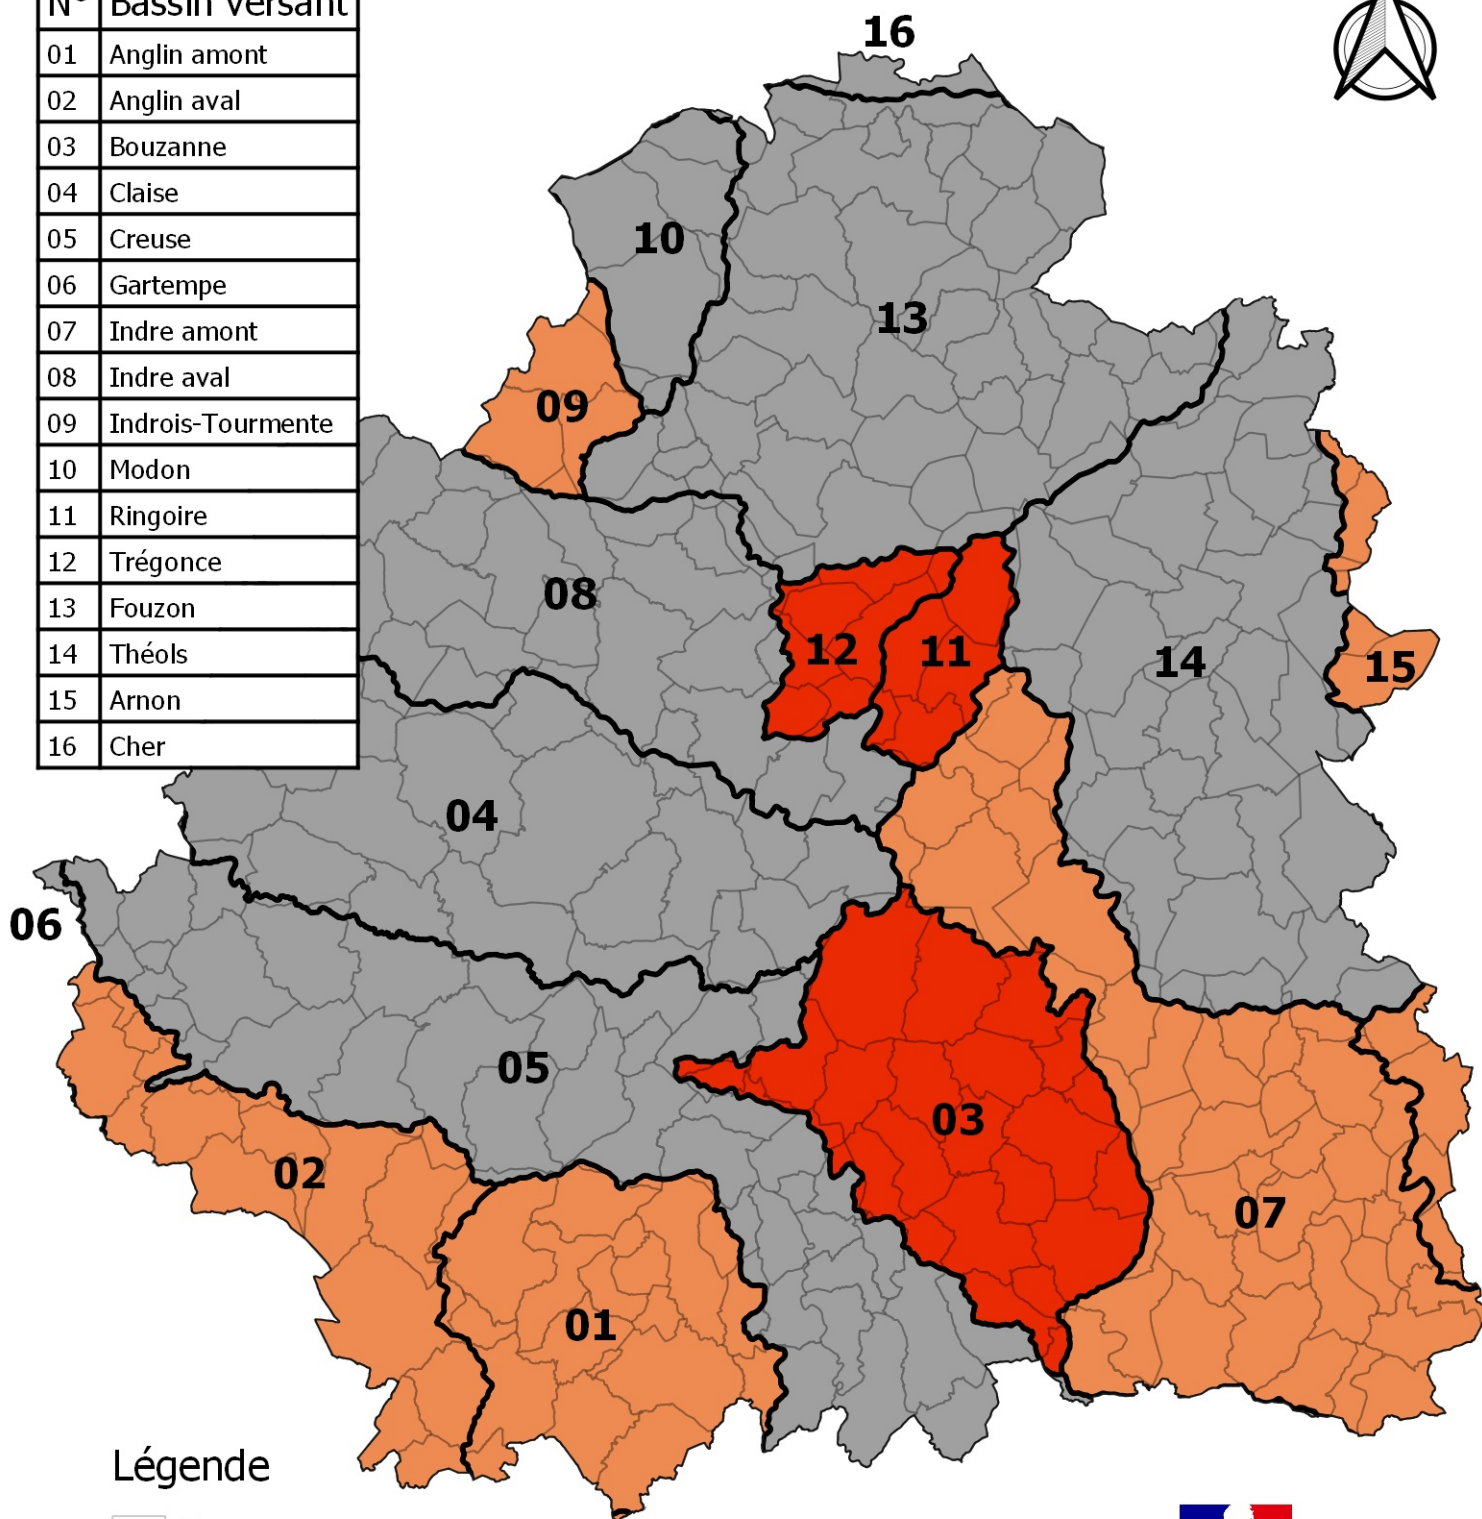 N° Bassin versant
01 Anglin amont
02 Anglin aval
03 Bouzanne
04 Claise
05 Creuse
06 Gartempe
07 Indre amont
08 Indre aval
09 Indrois-Tourmente
10 Modon
11 Ringoire
12 Trégonce
13 Fouzon
14 Théols
15 Arnon
16 Cher
16
10
13
09
08
12
11
14
15
04
06
05
03
02
07
01
Légende